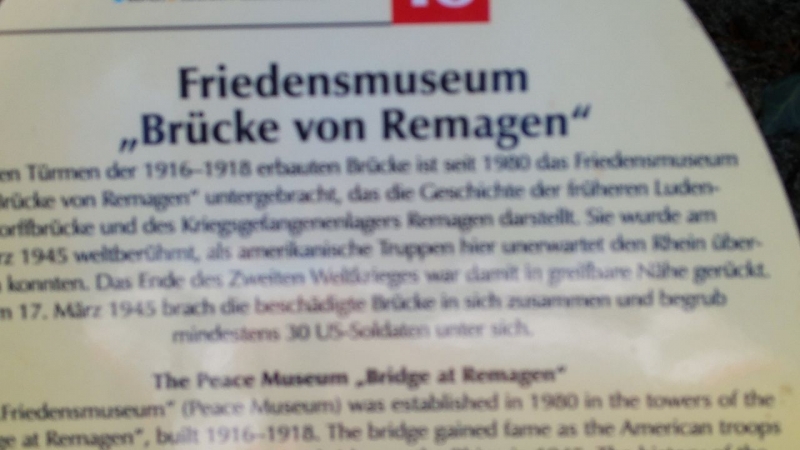 Friedensmuseum
„Brücke von Remagen“
en Türmen der 1916–1918 erbauten Brücke ist seit 1980 das Friedensmuseum
rücke von Remagen“ untergebracht, das die Geschichte der früheren Luden-
orffbrücke und des Kriegsgefangenenlagers Remagen darstellt. Sie wurde am
rz 1945 weltberühmt, als amerikanische Truppen hier unerwartet den Rhein über-
konnten. Das Ende des Zweiten Weltkrieges war damit in greifbare Nähe gerückt.
m 17. März 1945 brach die beschädigte Brücke in sich zusammen und begrub
mindestens 30 US-Soldaten unter sich.
The Peace Museum „Bridge at Remagen“
Friedensmuseum“ (Peace Museum) was established in 1980 in the towers of the
ge at Remagen“, built 1916–1918. The bridge gained fame as the American troops